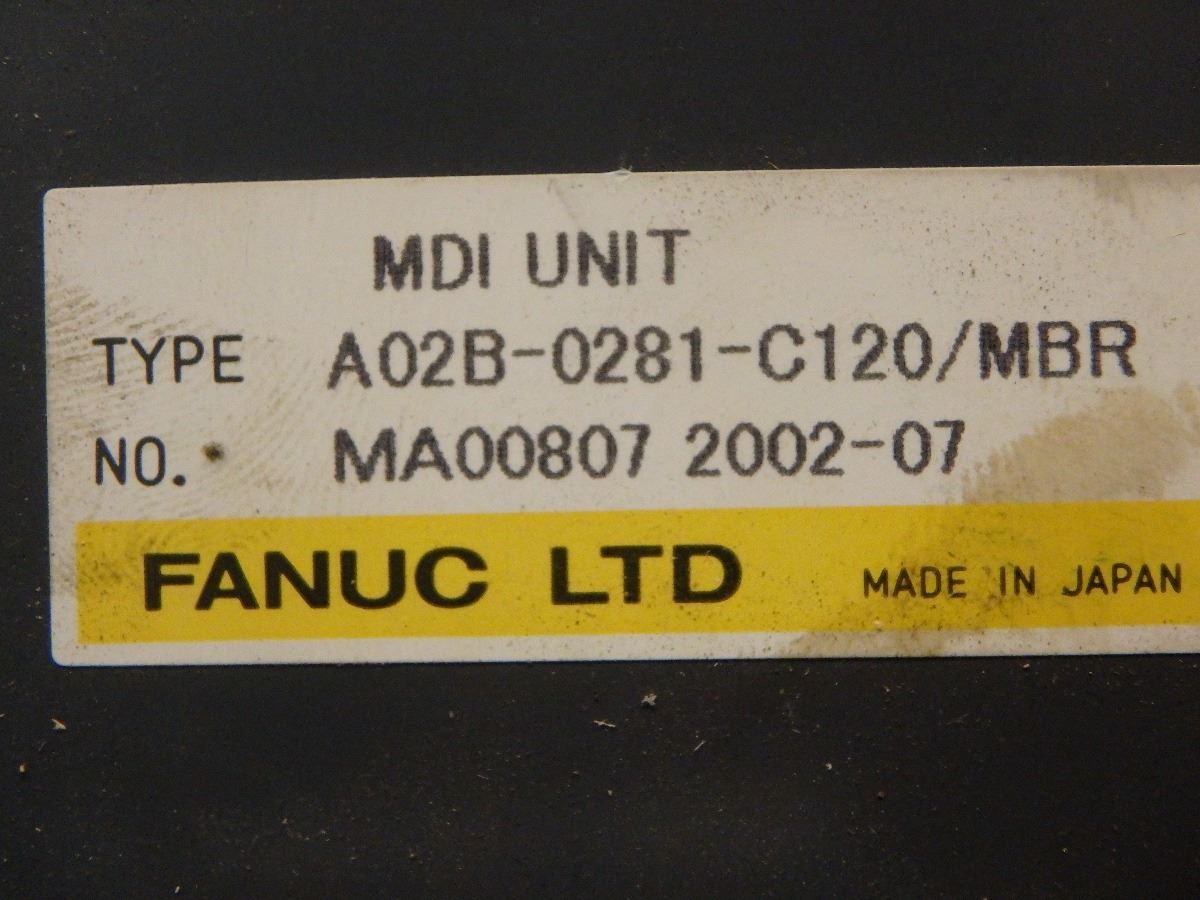 MDI UNIT
TYPE A02B-0281-C120/MBR
NO. MA00807 2002-07
FANUC LTD MADE IN JAPAN